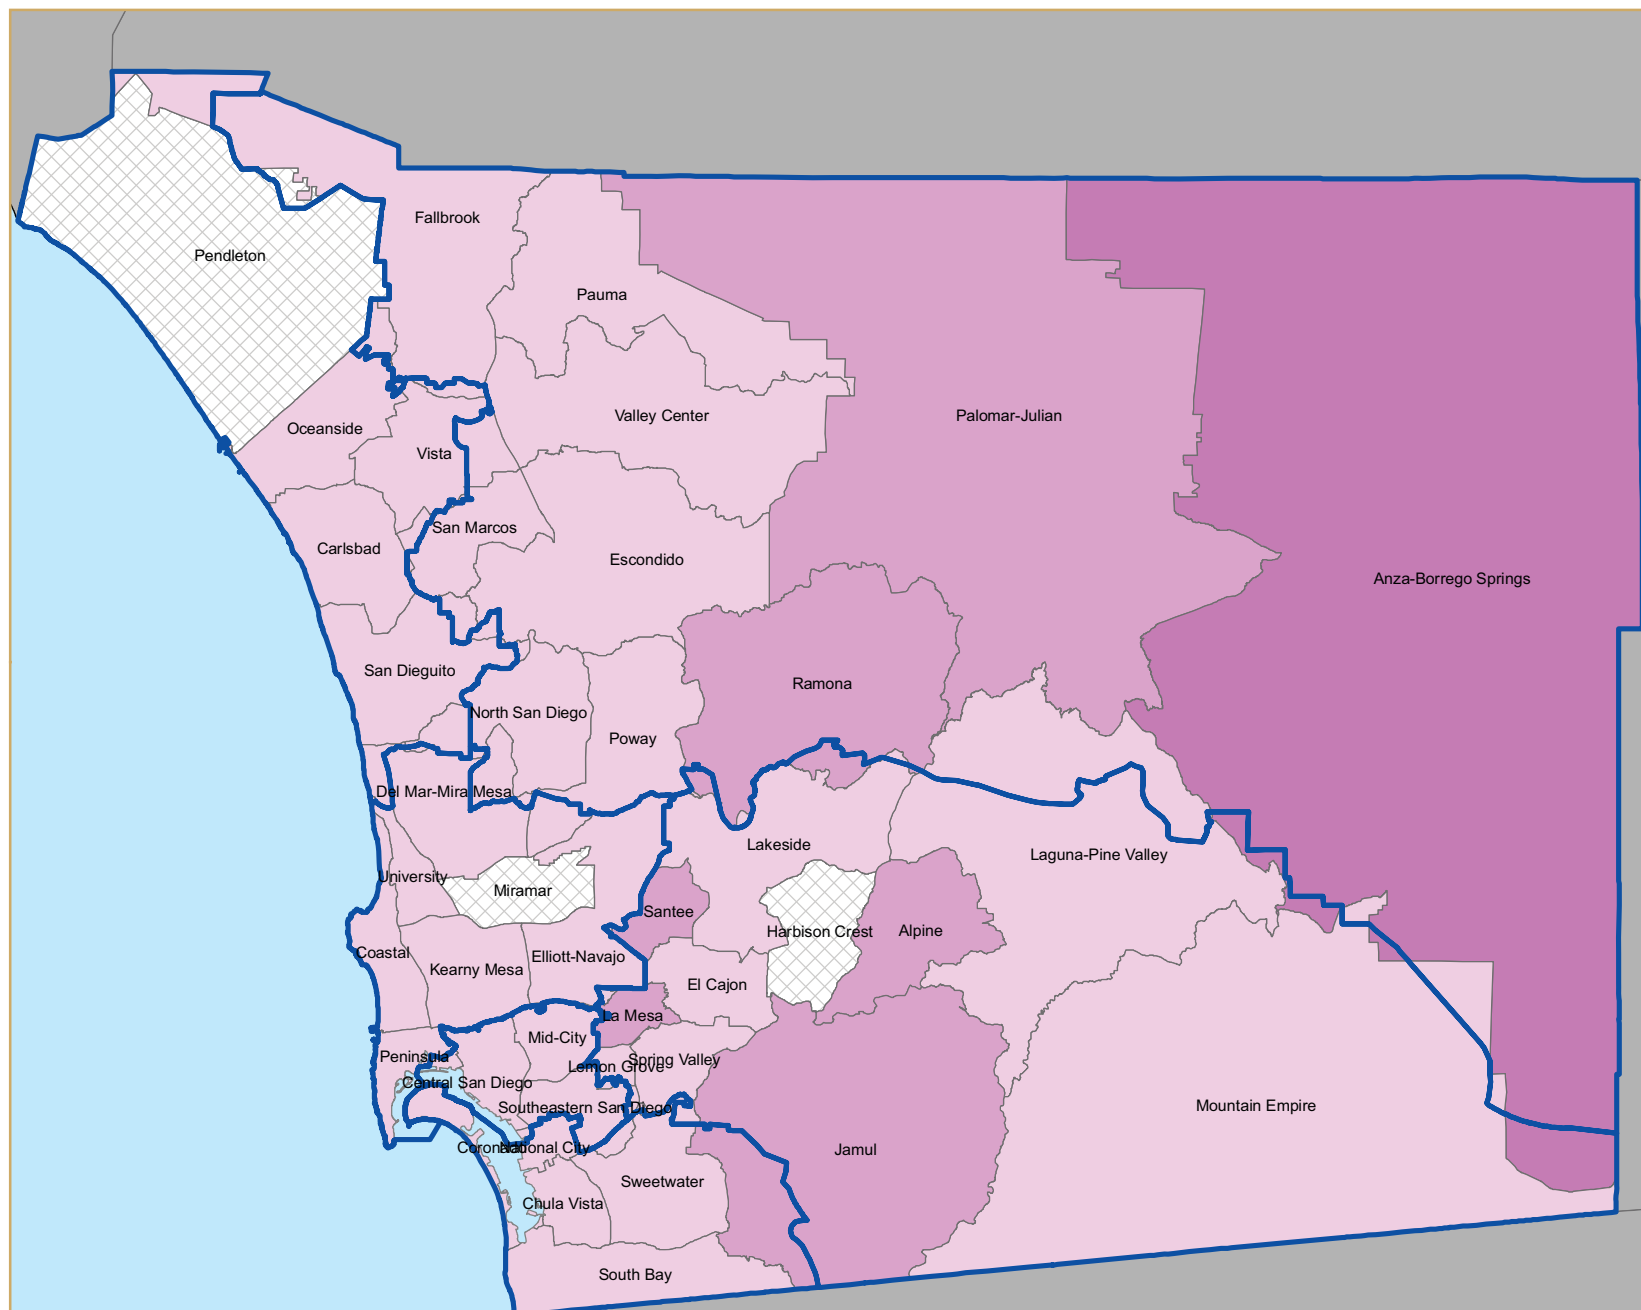 Fallbrook
Pendleton
Pauma
Valley Center
Palomar-Julian
Oceanside
Vista
San Marcos
Carlsbad
Escondido
Anza-Borrego Springs
San Dieguito
Ramona
North San Diego
Poway
Del Mar-Mira Mesa
Lakeside
Laguna-Pine Valley
University
Miramar
Santee
Harbison Crest
Alpine
Coastal
Kearny Mesa
Elliott-Navajo
El Cajon
La Mesa
Mid-City
Peninsula
Lemon Grove
Spring Valley
Central San Diego
Southeastern San Diego
Mountain Empire
Coronado
National City
Jamul
Sweetwater
Chula Vista
South Bay